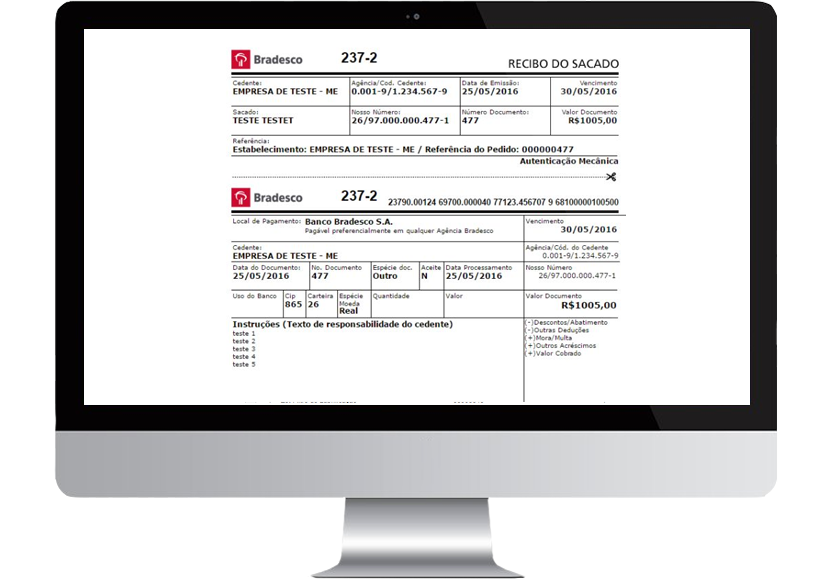 Bradesco 237-2 RECIBO DO SACADO
Cedente: Agência/Cod. Cedente: Data de Emissão: Vencimento
EMPRESA DE TESTE - ME 0.001-9/1.234.567-9 25/05/2016 30/05/2016
Sacado: Nosso Número: Número Documento: Valor Documento
TESTE TESTET 26/97.000.000.477-1 477 R$1005,00
Referência:
Estabelecimento: EMPRESA DE TESTE - ME / Referência do Pedido: 000000477
Autenticação Mecânica
Bradesco 237-2 23790.00124 69700.000040 77123.456707 9 68100000100500
Local de Pagamento: Banco Bradesco S.A. Vencimento
Pagável preferencialmente em qualquer Agência Bradesco 30/05/2016
Cedente: Agência/Cód. do Cedente
EMPRESA DE TESTE - ME 0.001-9/1.234.567-9
Data do Documento: No. Documento Espécie doc. Aceite Data Processamento Nosso Número
25/05/2016 477 Outro N 25/05/2016 26/97.000.000.477-1
Uso do Banco Cip Carteira Espécie Moeda Quantidade Valor Valor Documento
865 26 Real R$1005,00
Instruções (Texto de responsabilidade do cedente) (-)Descontos/Abatimento
teste 1 (-)Outras Deduções
teste 2 (+)Mora/Multa
teste 3 (+)Outros Acréscimos
teste 4 (+)Valor Cobrado
teste 5